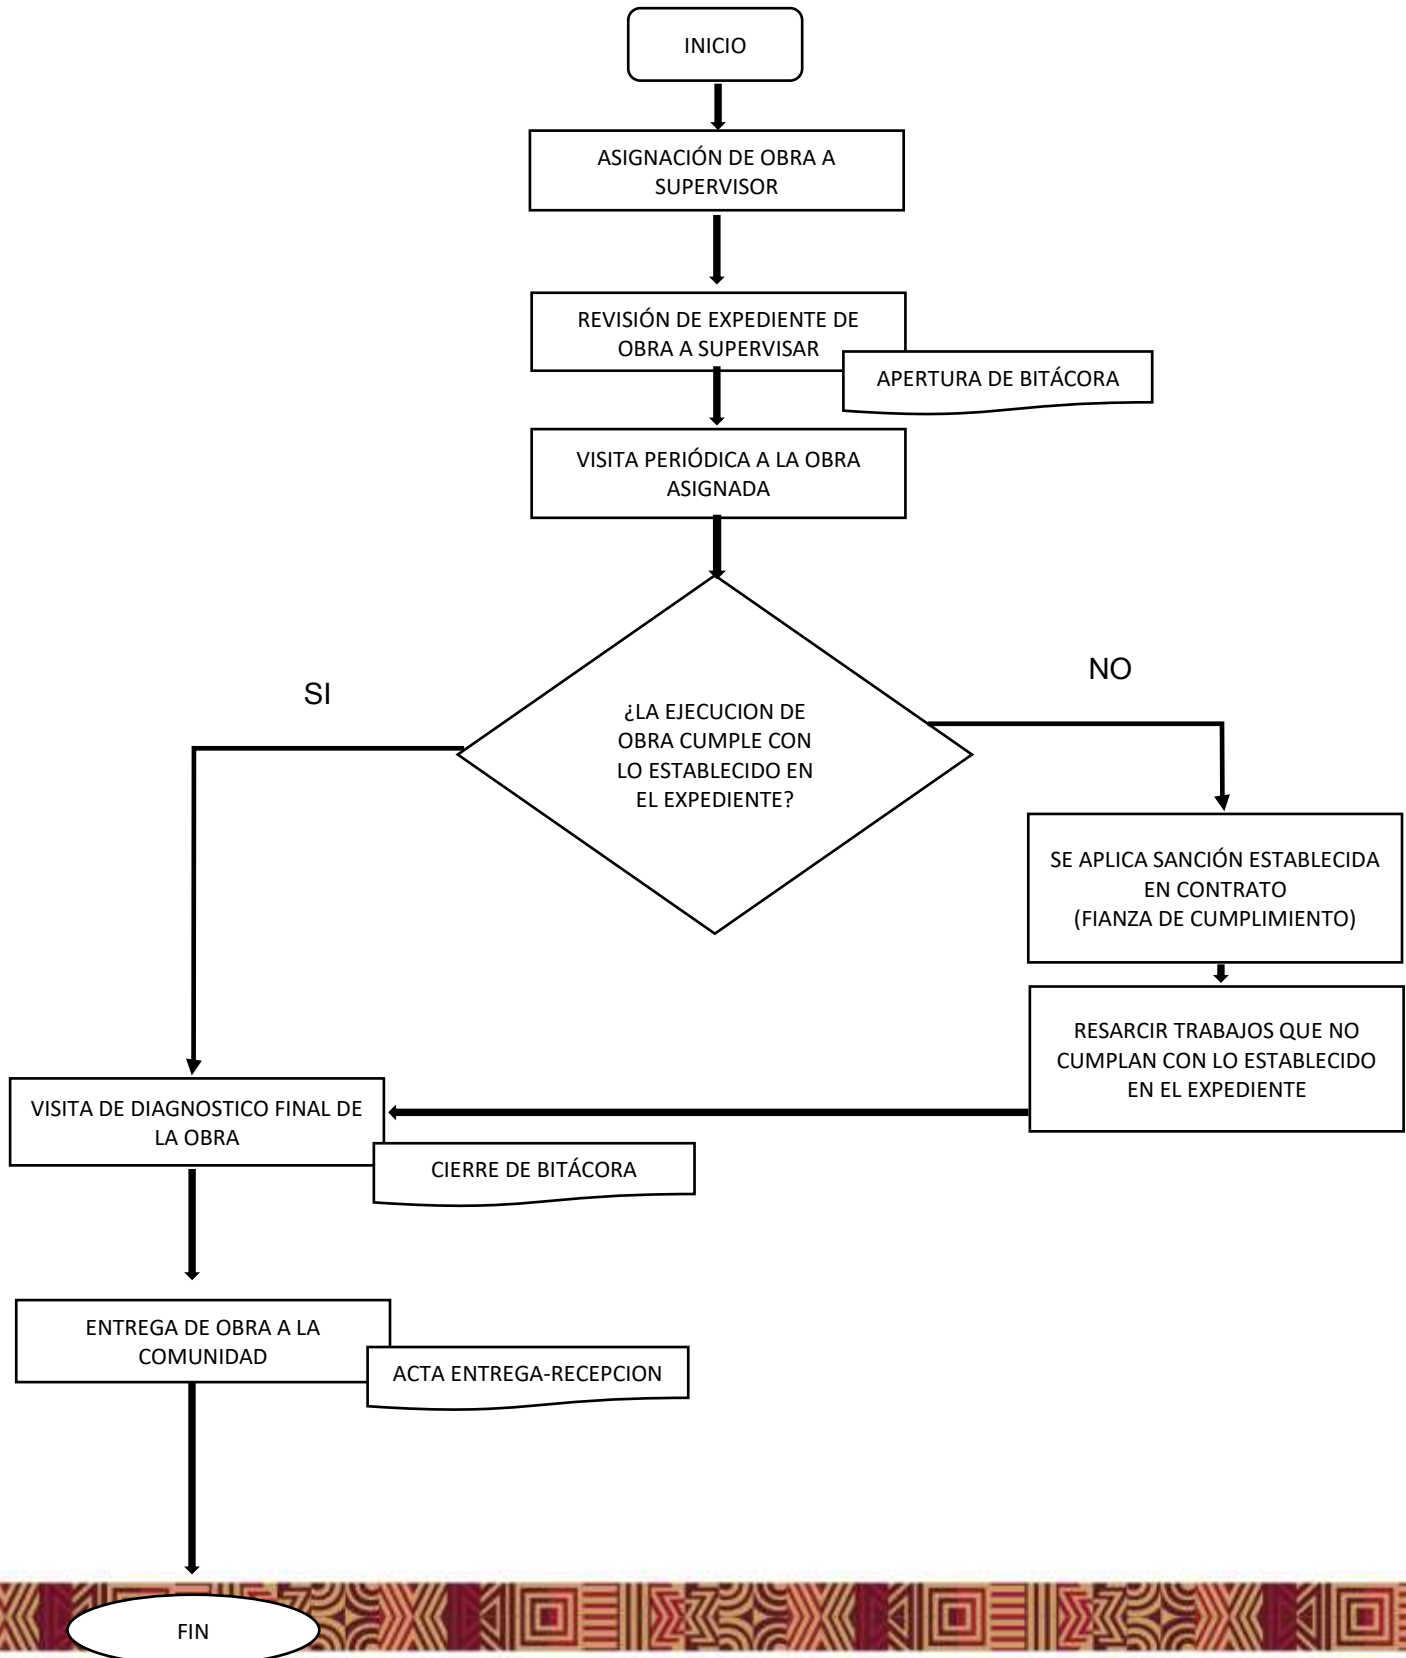 INICIO
ASIGNACIÓN DE OBRA A
SUPERVISOR
REVISIÓN DE EXPEDIENTE DE
OBRA A SUPERVISAR
APERTURA DE BITÁCORA
VISITA PERIÓDICA A LA OBRA
ASIGNADA
SI
NO
¿LA EJECUCION DE
OBRA CUMPLE CON
LO ESTABLECIDO EN
EL EXPEDIENTE?
SE APLICA SANCIÓN ESTABLECIDA
EN CONTRATO
(FIANZA DE CUMPLIMIENTO)
RESARCIR TRABAJOS QUE NO
CUMPLAN CON LO ESTABLECIDO
EN EL EXPEDIENTE
VISITA DE DIAGNOSTICO FINAL DE
LA OBRA
CIERRE DE BITÁCORA
ENTREGA DE OBRA A LA
COMUNIDAD
ACTA ENTREGA-RECEPCION
FIN